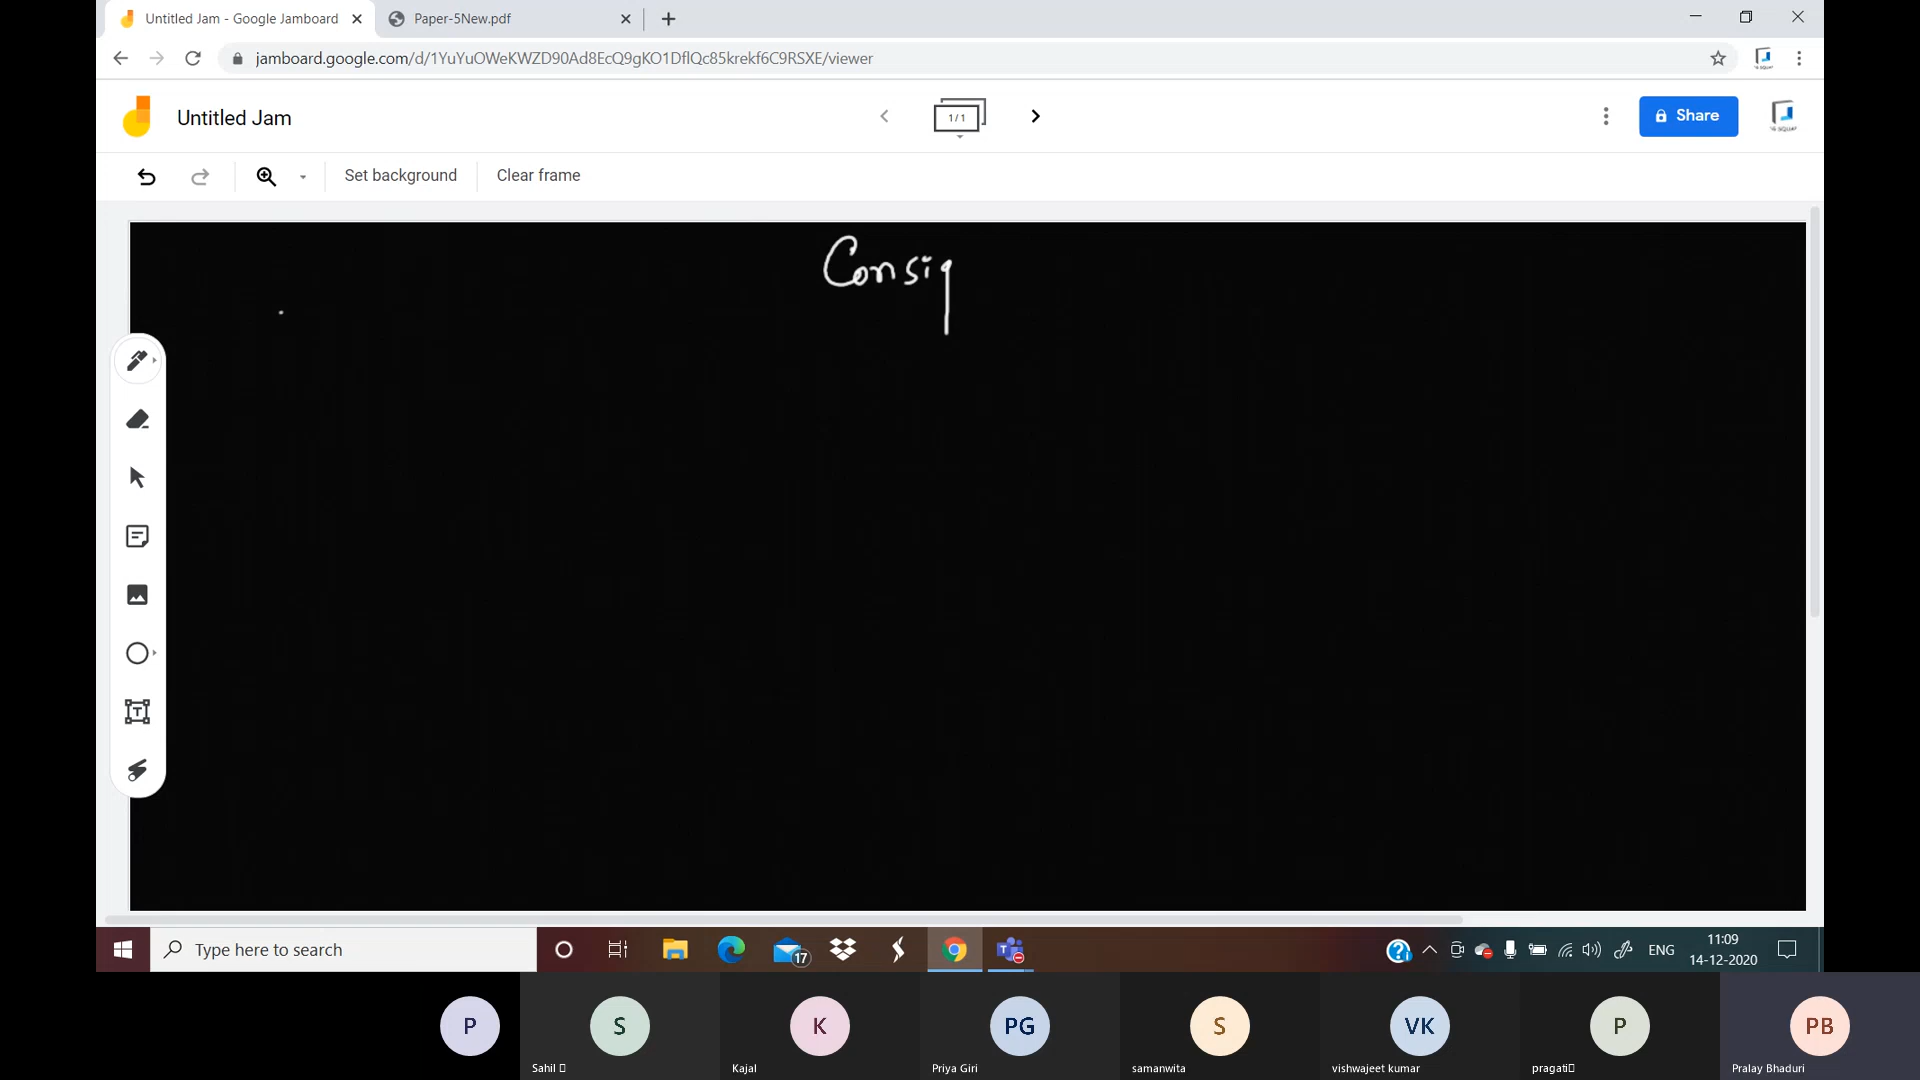 Untitled Jam - Google Jamboard
Paper-5New.pdf
jamboard.google.com/d/1YuYuOWeKWZD90Ad8EcQ9gKO1DflQc85krekf6C9RSXE/viewer
Untitled Jam
1 / 1
Share
Set background
Clear frame
Consig
Type here to search
17
ENG
11:09
14-12-2020
P
S
K
PG
S
VK
P
PB
Sahil
Kajal
Priya Giri
samanwita
vishwajeet kumar
pragati
Pralay Bhaduri